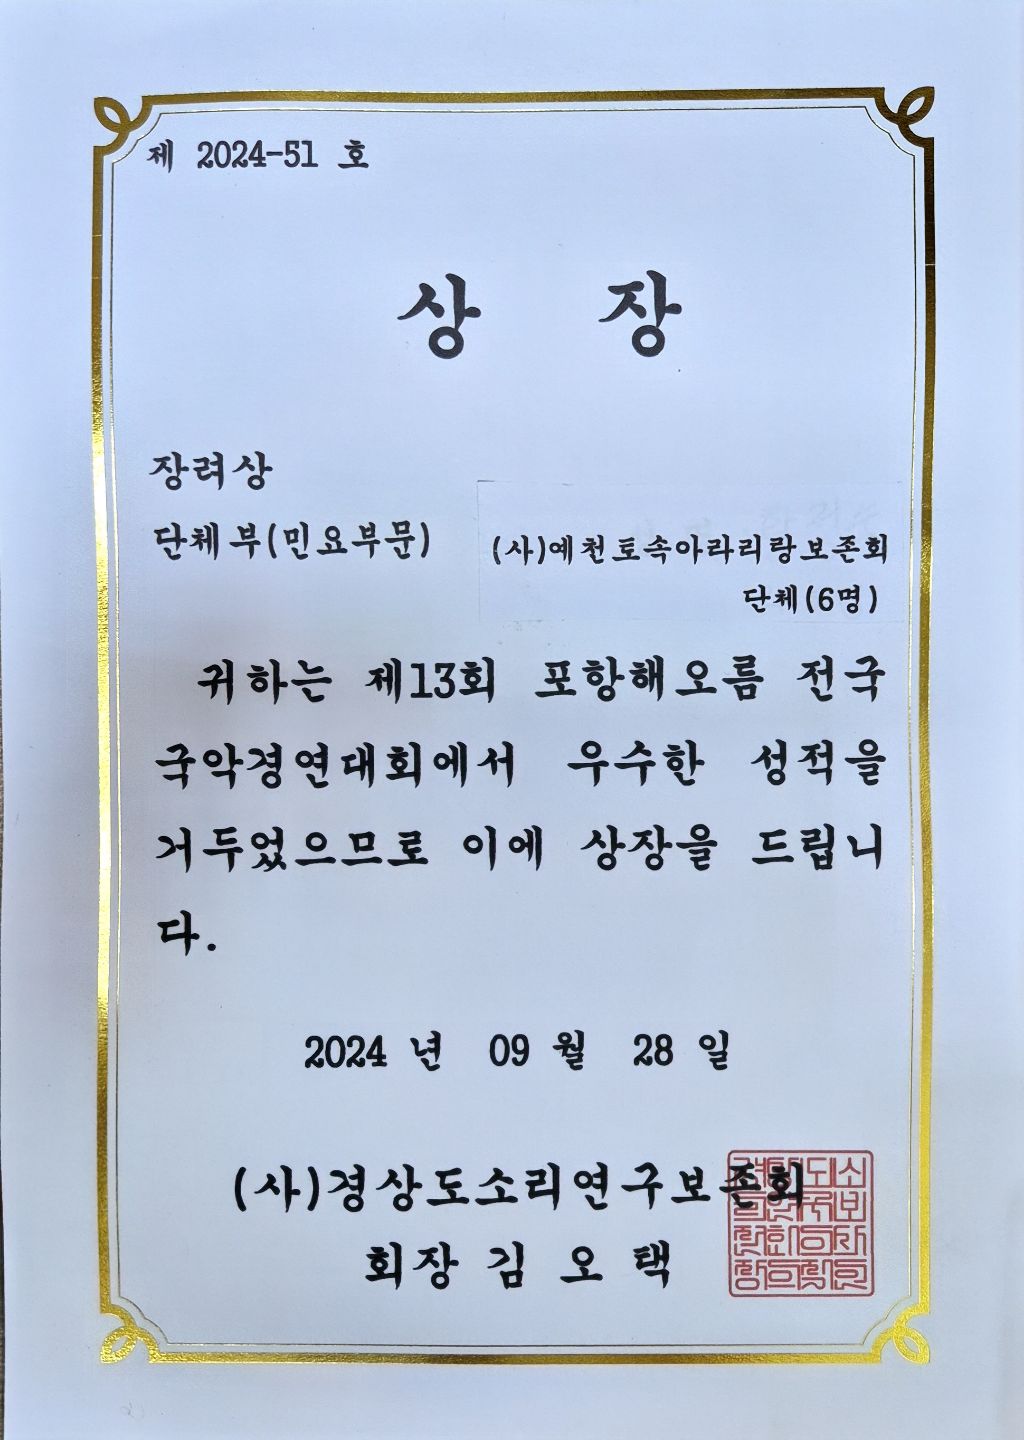 제 2024-51 호
상 장
장려상
단체부(민요부문)
(사)예천토속아라리랑보존회
단체(6명)
귀하는 제13회 포항해오름 전국
국악경연대회에서 우수한 성적을
거두었으므로 이에 상장을 드립니
다.
2024 년 09 월 28 일
(사)경상도소리연구보존회
회장 김 오 택